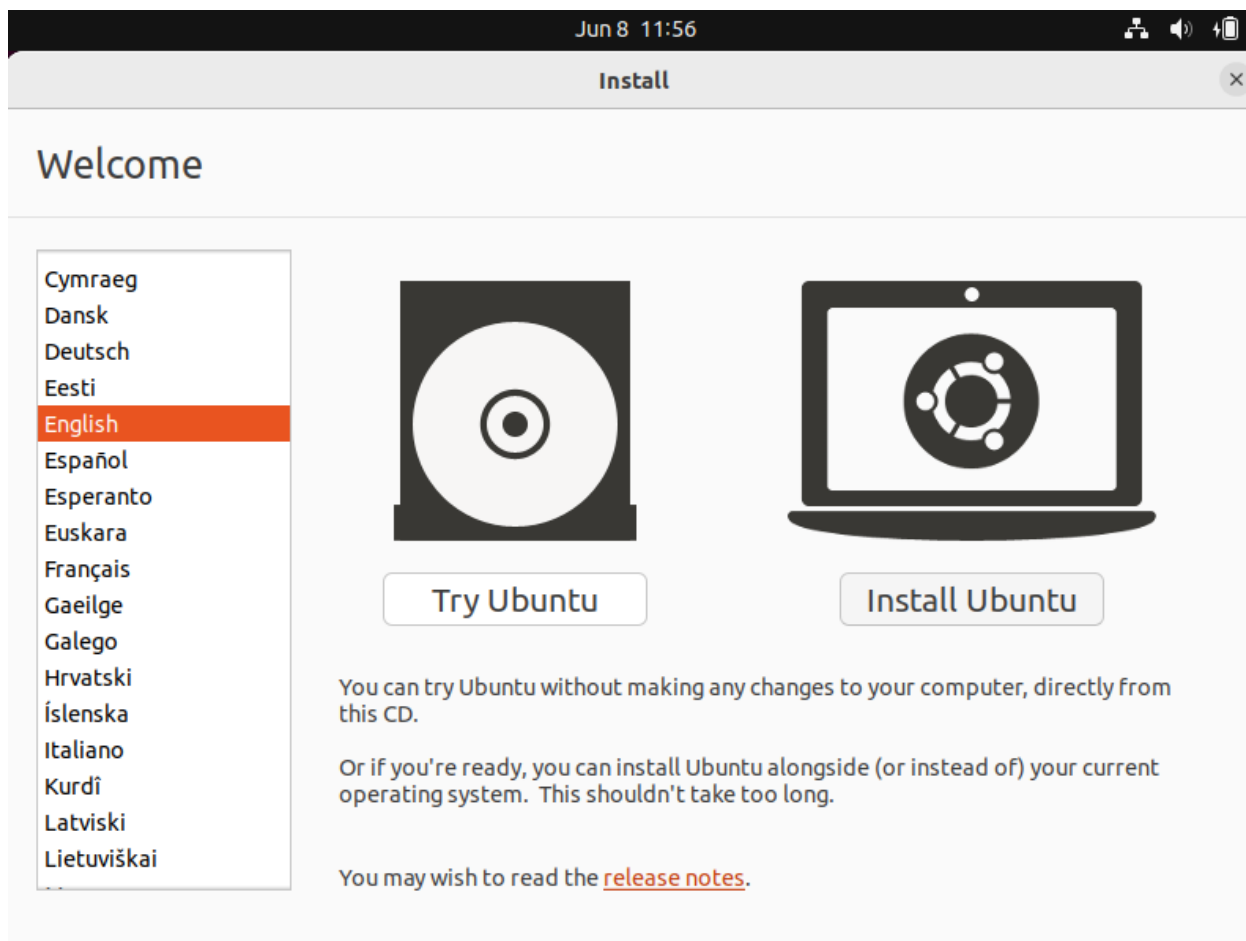 Jun 8 11:56
Install
Welcome
Cymraeg
Dansk
Deutsch
Eesti
English
Español
Esperanto
Euskara
Français
Gaeilge
Galego
Hrvatski
Íslenska
Italiano
Kurdî
Latviski
Lietuviškai
Try Ubuntu
Install Ubuntu
You can try Ubuntu without making any changes to your computer, directly from
this CD.
Or if you're ready, you can install Ubuntu alongside (or instead of) your current
operating system. This shouldn't take too long.
You may wish to read the release notes.